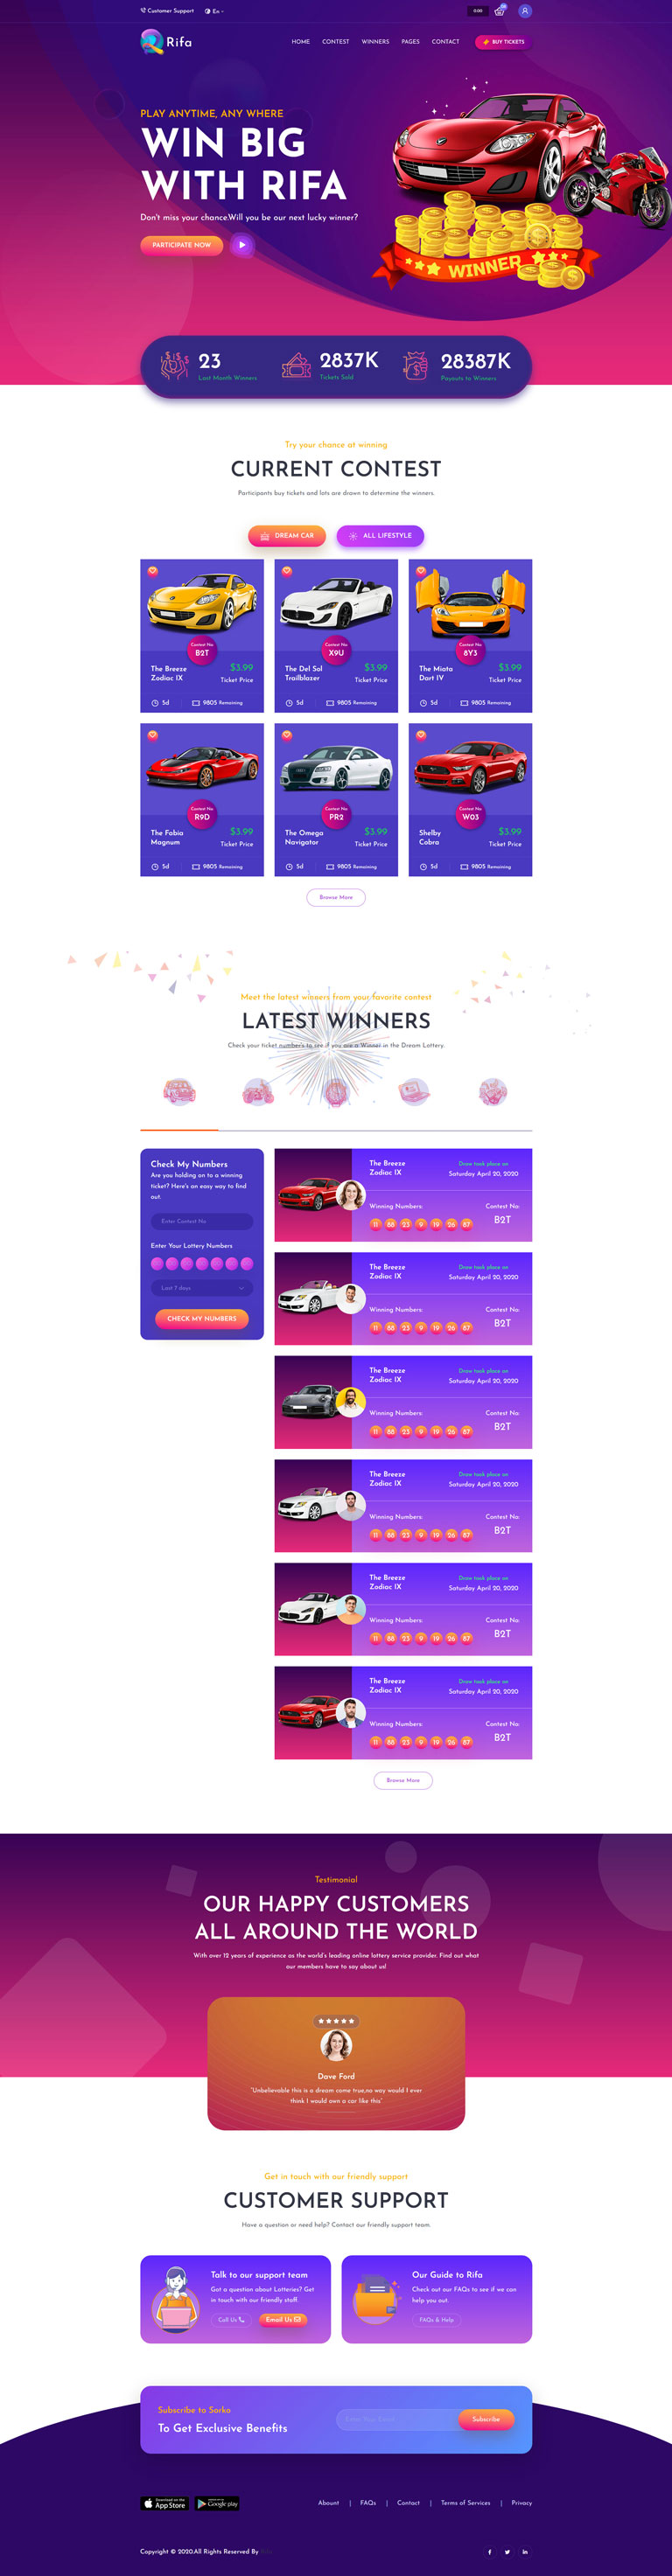 Customer Support
En
0.00
Rifa
HOME CONTEST WINNERS PAGES CONTACT
BUY TICKETS
PLAY ANYTIME, ANY WHERE
WIN BIG
WITH RIFA
Don't miss your chance.Will you be our next lucky winner?
PARTICIPATE NOW
WINNER
23
Last Month Winners
2837K
Tickets Sold
28387K
Payouts to Winners
Try your chance at winning
CURRENT CONTEST
Participants buy tickets and lots are drawn to determine the winners.
DREAM CAR
ALL LIFESTYLE
Contest No:
B2T
The Breeze
Zodiac IX
$3.99
Ticket Price
5d
9805 Remaining
Contest No:
X9U
The Del Sol
Trailblazer
$3.99
Ticket Price
5d
9805 Remaining
Contest No:
8Y3
The Miata
Dart IV
$3.99
Ticket Price
5d
9805 Remaining
Contest No:
R9D
The Fabia
Magnum
$3.99
Ticket Price
5d
9805 Remaining
Contest No:
PR2
The Omega
Navigator
$3.99
Ticket Price
5d
9805 Remaining
Contest No:
W03
Shelby
Cobra
$3.99
Ticket Price
5d
9805 Remaining
Browse More
Meet the latest winners from your favorite contest
LATEST WINNERS
Check your ticket number's to see if you are a Winner in the Dream Lottery.
Check My Numbers
Are you holding on to a winning
ticket? Here's an easy way to find
out.
Enter Contest No
Enter Your Lottery Numbers
Last 7 days
CHECK MY NUMBERS
The Breeze
Zodiac IX
Draw took place on
Saturday April 20, 2020
Winning Numbers:
11 88 23 9 19 26 87
Contest No:
B2T
The Breeze
Zodiac IX
Draw took place on
Saturday April 20, 2020
Winning Numbers:
11 88 23 9 19 26 87
Contest No:
B2T
The Breeze
Zodiac IX
Draw took place on
Saturday April 20, 2020
Winning Numbers:
11 88 23 9 19 26 87
Contest No:
B2T
The Breeze
Zodiac IX
Draw took place on
Saturday April 20, 2020
Winning Numbers:
11 88 23 9 19 26 87
Contest No:
B2T
The Breeze
Zodiac IX
Draw took place on
Saturday April 20, 2020
Winning Numbers:
11 88 23 9 19 26 87
Contest No:
B2T
The Breeze
Zodiac IX
Draw took place on
Saturday April 20, 2020
Winning Numbers:
11 88 23 9 19 26 87
Contest No:
B2T
Browse More
Testimonial
OUR HAPPY CUSTOMERS
ALL AROUND THE WORLD
With over 12 years of experience as the world's leading online lottery service provider. Find out what
our members have to say about us!
Dave Ford
"Unbelievable this is a dream come true,no way would I ever
think I would own a car like this"
Get in touch with our friendly support
CUSTOMER SUPPORT
Have a question or need help? Contact our friendly support team.
Talk to our support team
Got a question about Lotteries? Get
in touch with our friendly staff.
Call Us
Email Us
Our Guide to Rifa
Check out our FAQs to see if we can
help you out.
FAQs & Help
Subscribe to Sorko
To Get Exclusive Benefits
Enter Your Email
Subscribe
Download on the
App Store
Google play
Abount | FAQs | Contact | Terms of Services | Privacy
Copyright © 2020.All Rights Reserved By